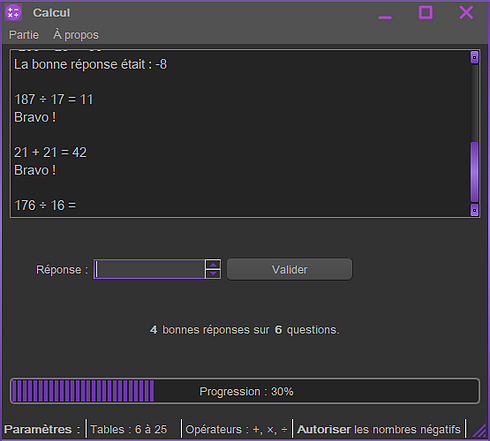 Calcul
Partie À propos
La bonne réponse était : -8
187 ÷ 17 = 11
Bravo !
21 + 21 = 42
Bravo !
176 ÷ 16 =
Réponse :
Valider
4 bonnes réponses sur 6 questions.
Progression : 30%
Paramètres : Tables : 6 à 25 Opérateurs : +, ×, ÷ Autoriser les nombres négatifs